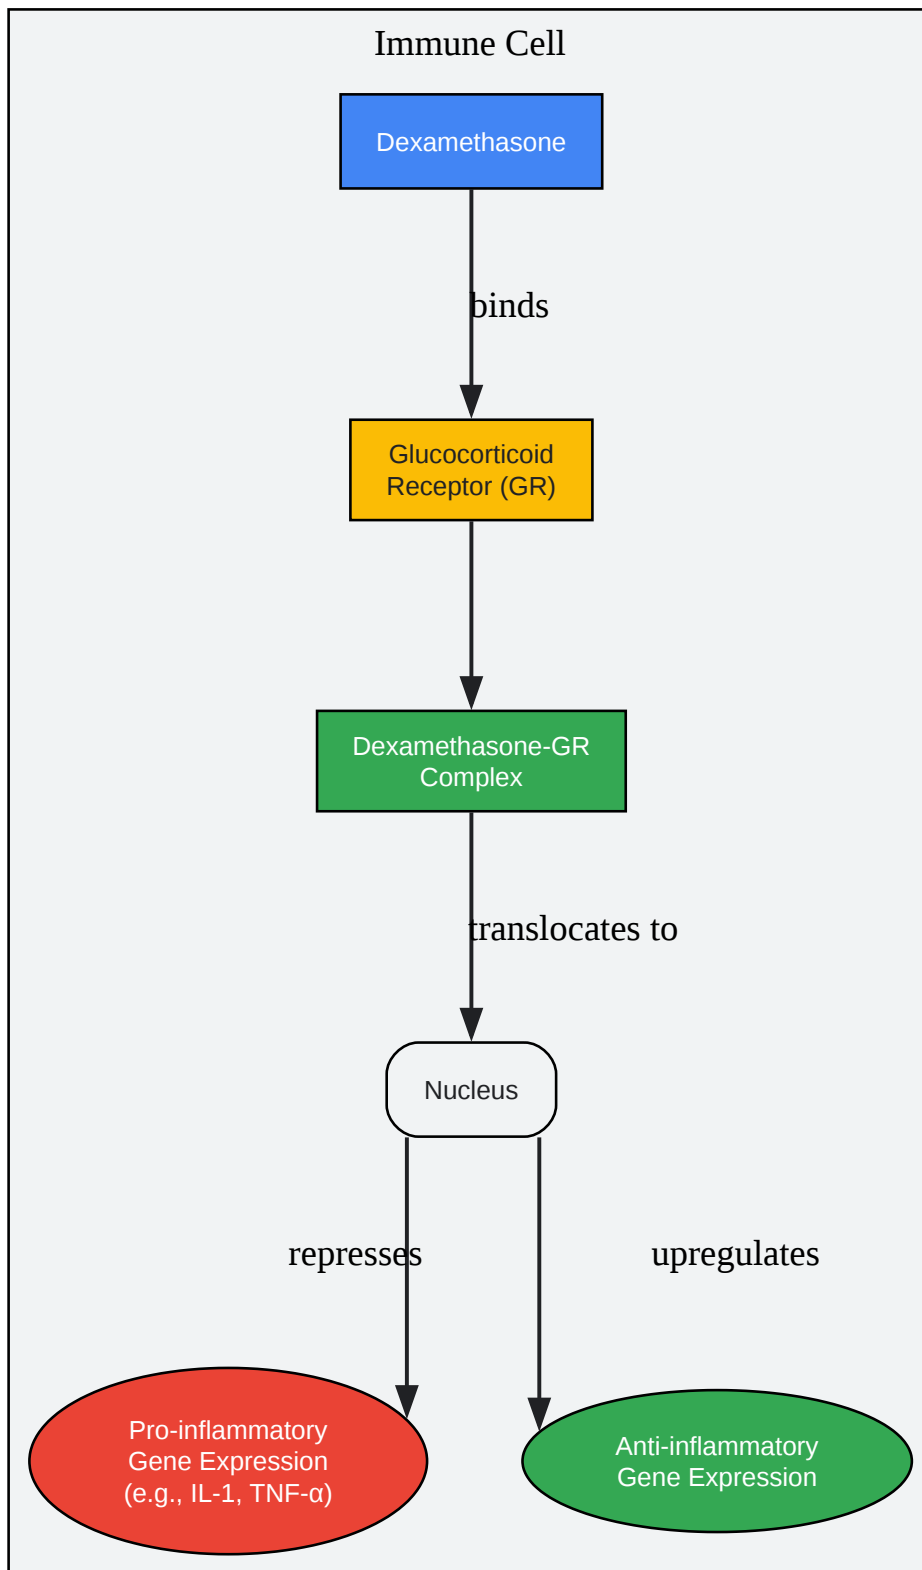 Immune Cell
Dexamethasone
binds
Glucocorticoid
Receptor (GR)
Dexamethasone-GR
Complex
translocates to
Nucleus
represses
upregulates
Pro-inflammatory
Gene Expression
(e.g., IL-1, TNF-α)
Anti-inflammatory
Gene Expression